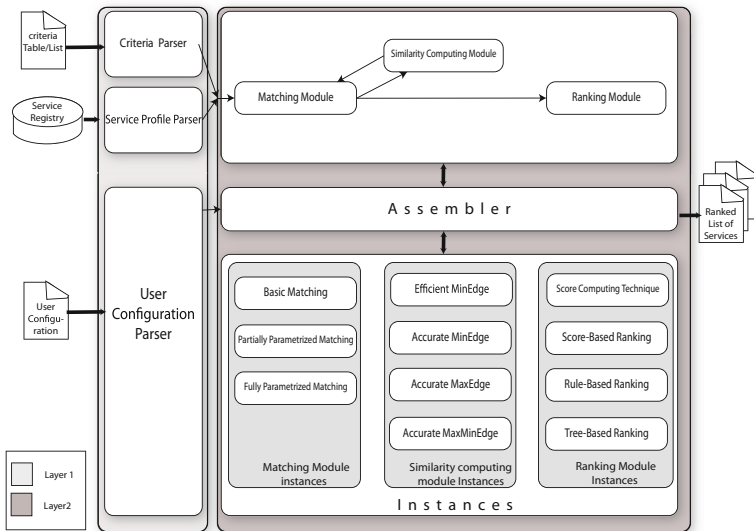 criteria
Table/List
Criteria Parser
Similarity Computing Module
Matching Module
Ranking Module
Service
Registry
Service Profile Parser
Assembler
Ranked
List of
Services
User
Configu-
ration
User
Configuration
Parser
Basic Matching
Partially Parametrized Matching
Fully Parametrized Matching
Matching Module
instances
Efficient MinEdge
Accurate MinEdge
Accurate MaxEdge
Accurate MaxMinEdge
Similarity computing
module Instances
Score Computing Technique
Score-Based Ranking
Rule-Based Ranking
Tree-Based Ranking
Ranking Module
Instances
Instances
Layer 1
Layer2